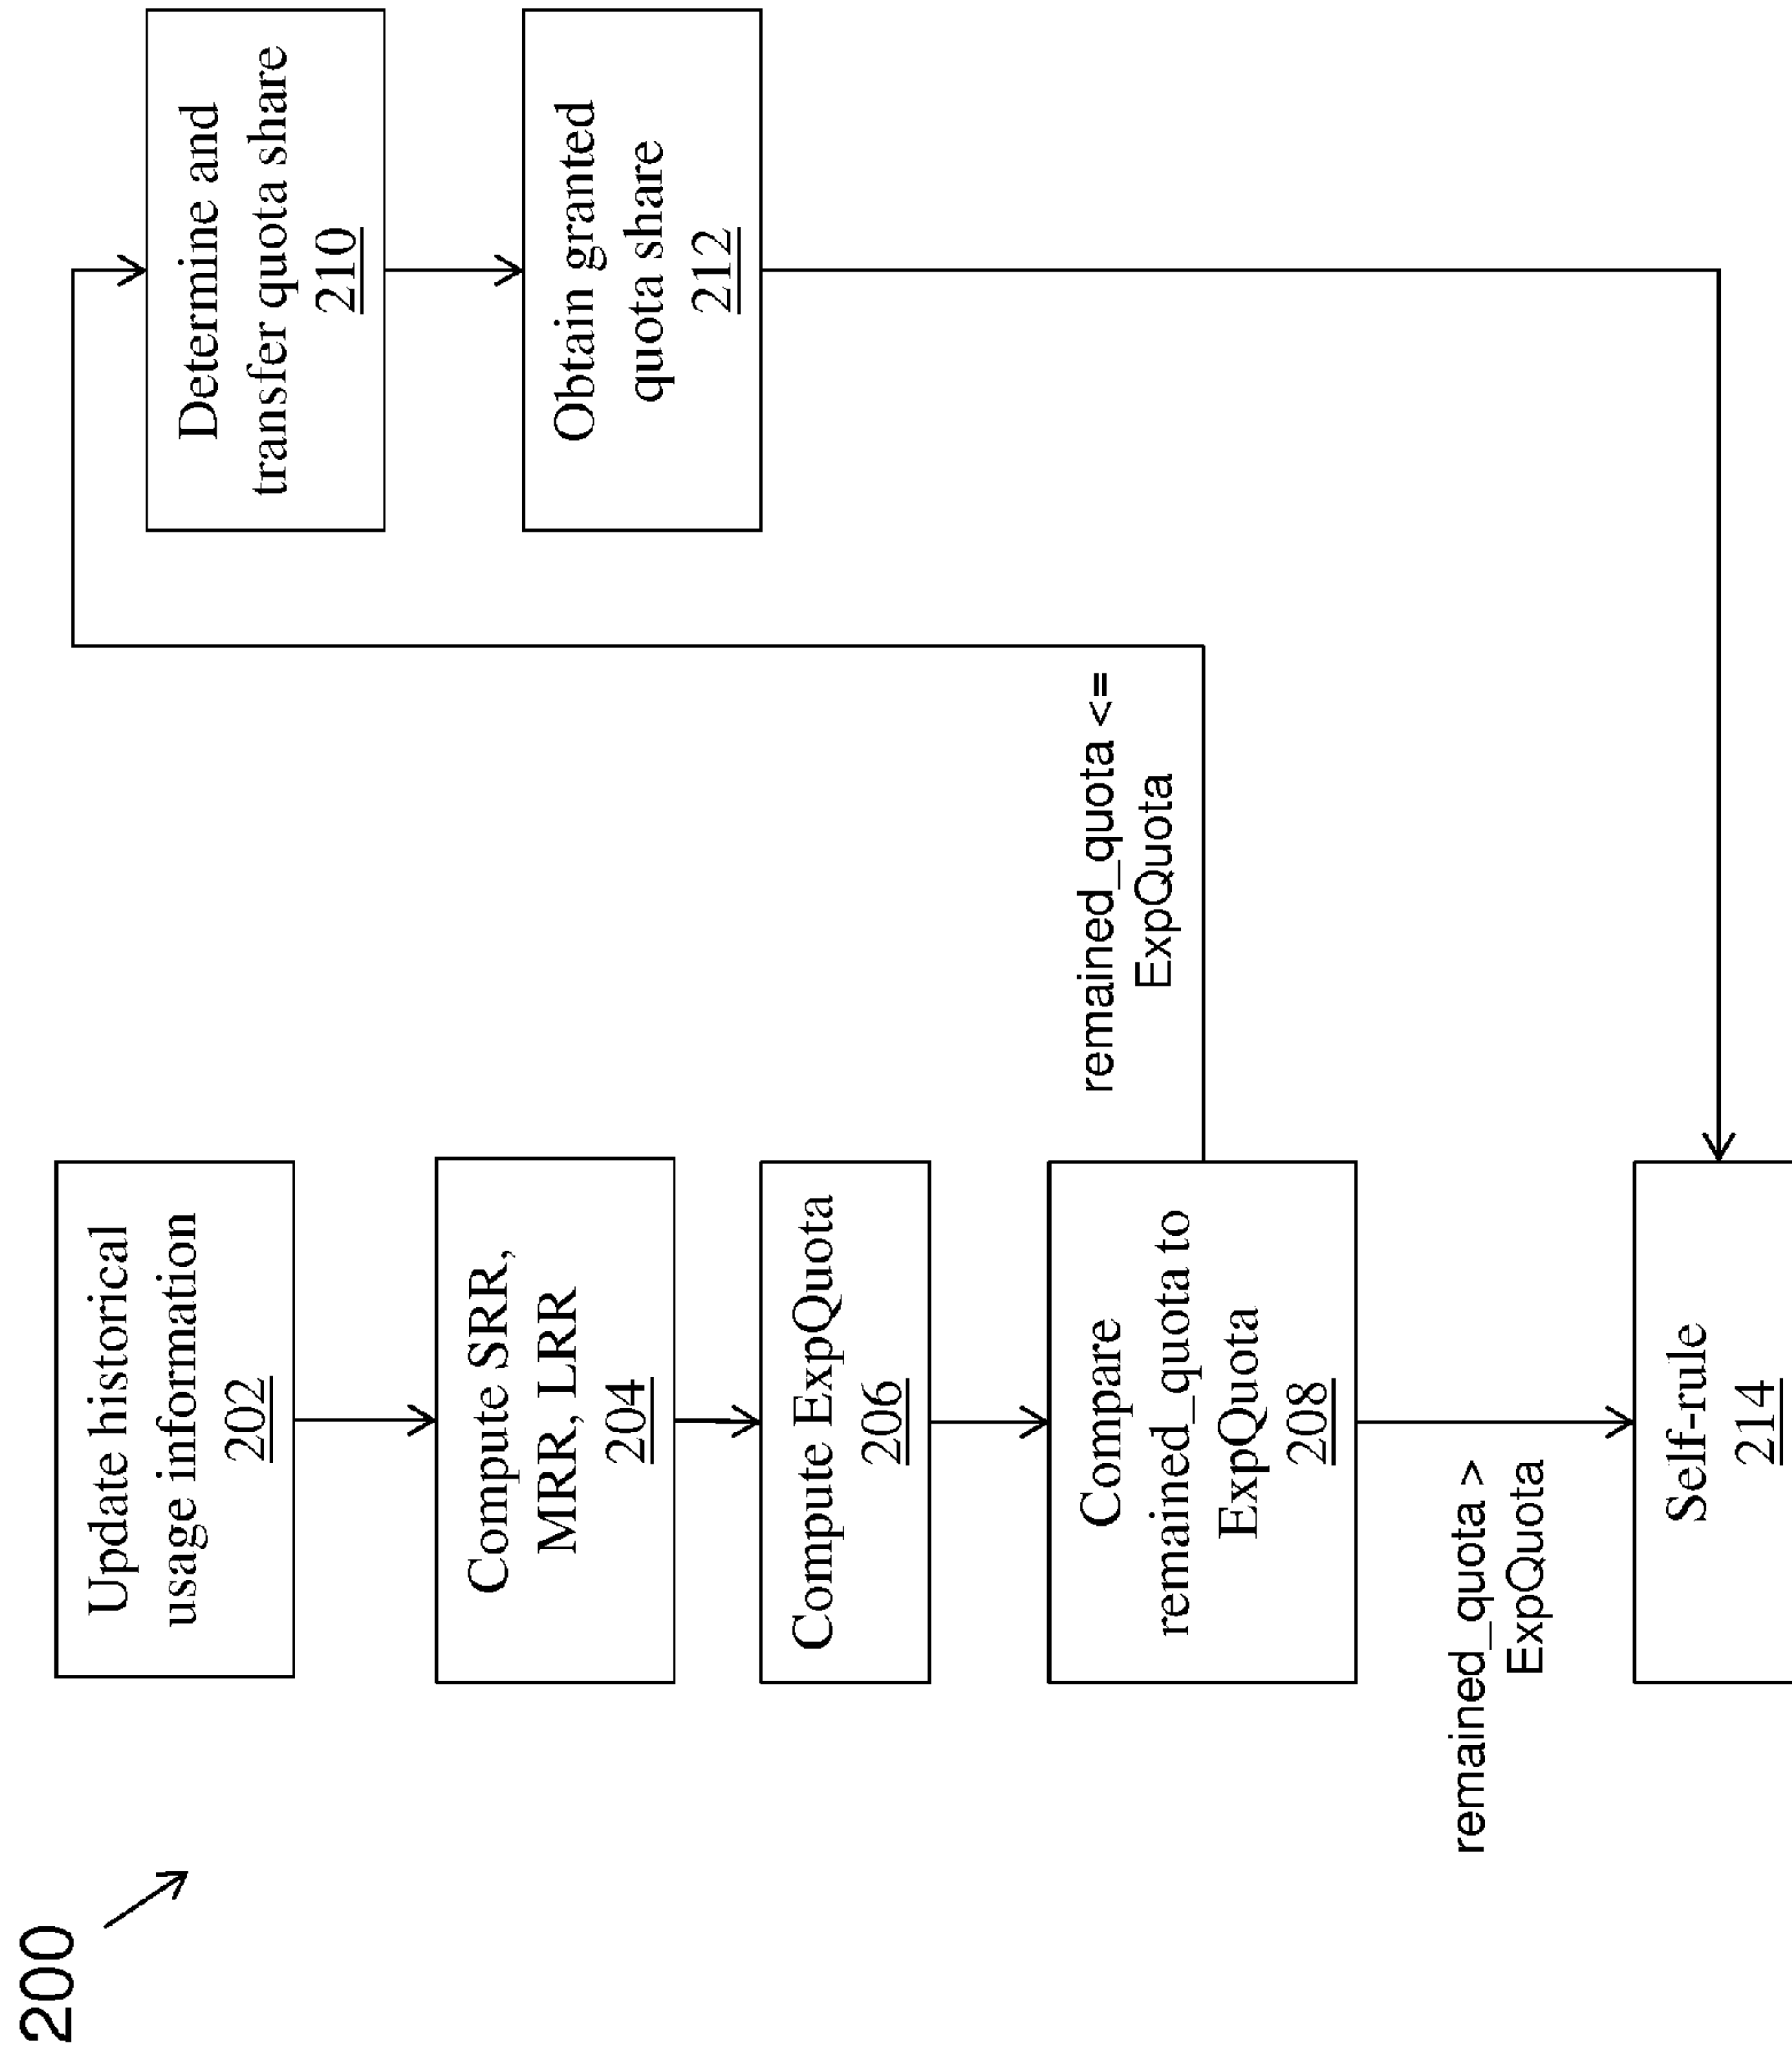 200
Update historical
usage information
202
Compute SRR,
MRR, LRR
204
Compute ExpQuota
206
Compare
remained_quota to
ExpQuota
208
remained_quota <=
ExpQuota
remained_quota >
ExpQuota
Determine and
transfer quota share
210
Obtain granted
quota share
212
Self-rule
214